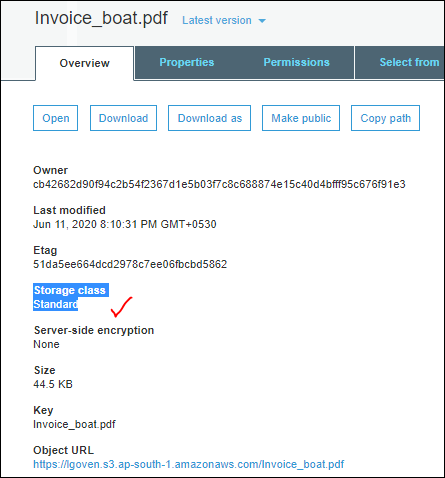 Invoice_boat.pdf Latest version
Overview Properties Permissions Select from
Open Download Download as Make public Copy path
Owner
cb42682d90f94c2b54f2367d1e5b03f7c8c688874e15c40d4bfff95c676f91e3
Last modified
Jun 11, 2020 8:10:31 PM GMT+0530
Etag
51da5ee664dcd2978c7ee06fbcbd5862
Storage class
Standard
Server-side encryption
None
Size
44.5 KB
Key
Invoice_boat.pdf
Object URL
https://lgoven.s3.ap-south-1.amazonaws.com/Invoice_boat.pdf